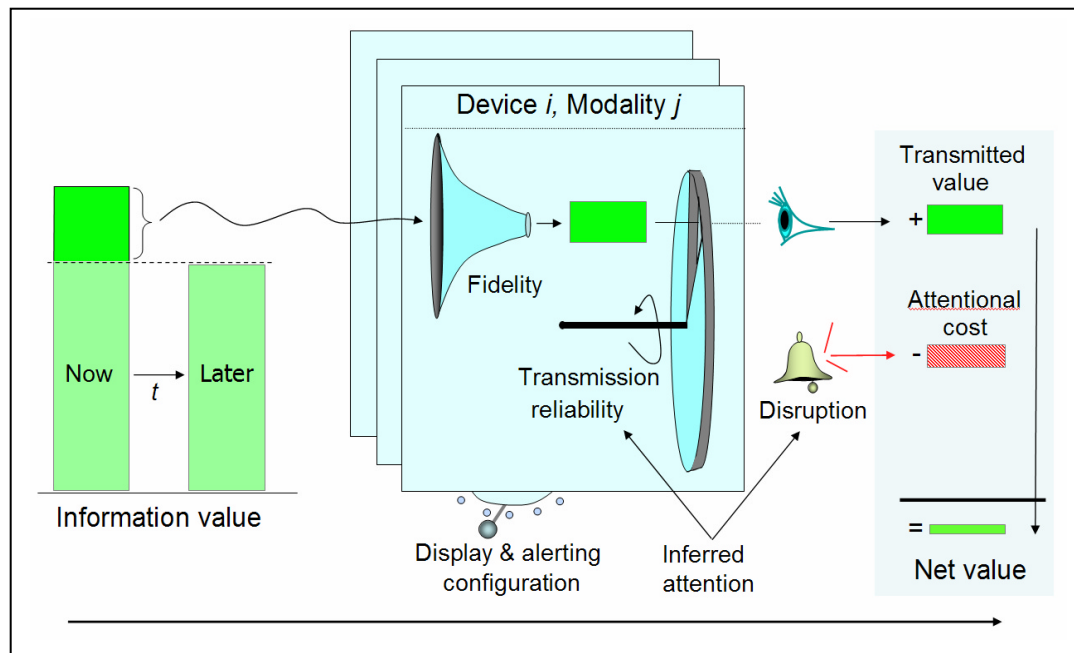 Device i, Modality j
Transmitted
value
+
Fidelity
Attentional
cost
-
Now
t
Later
Transmission
reliability
Disruption
Information value
Display & alerting
configuration
Inferred
attention
=
Net value